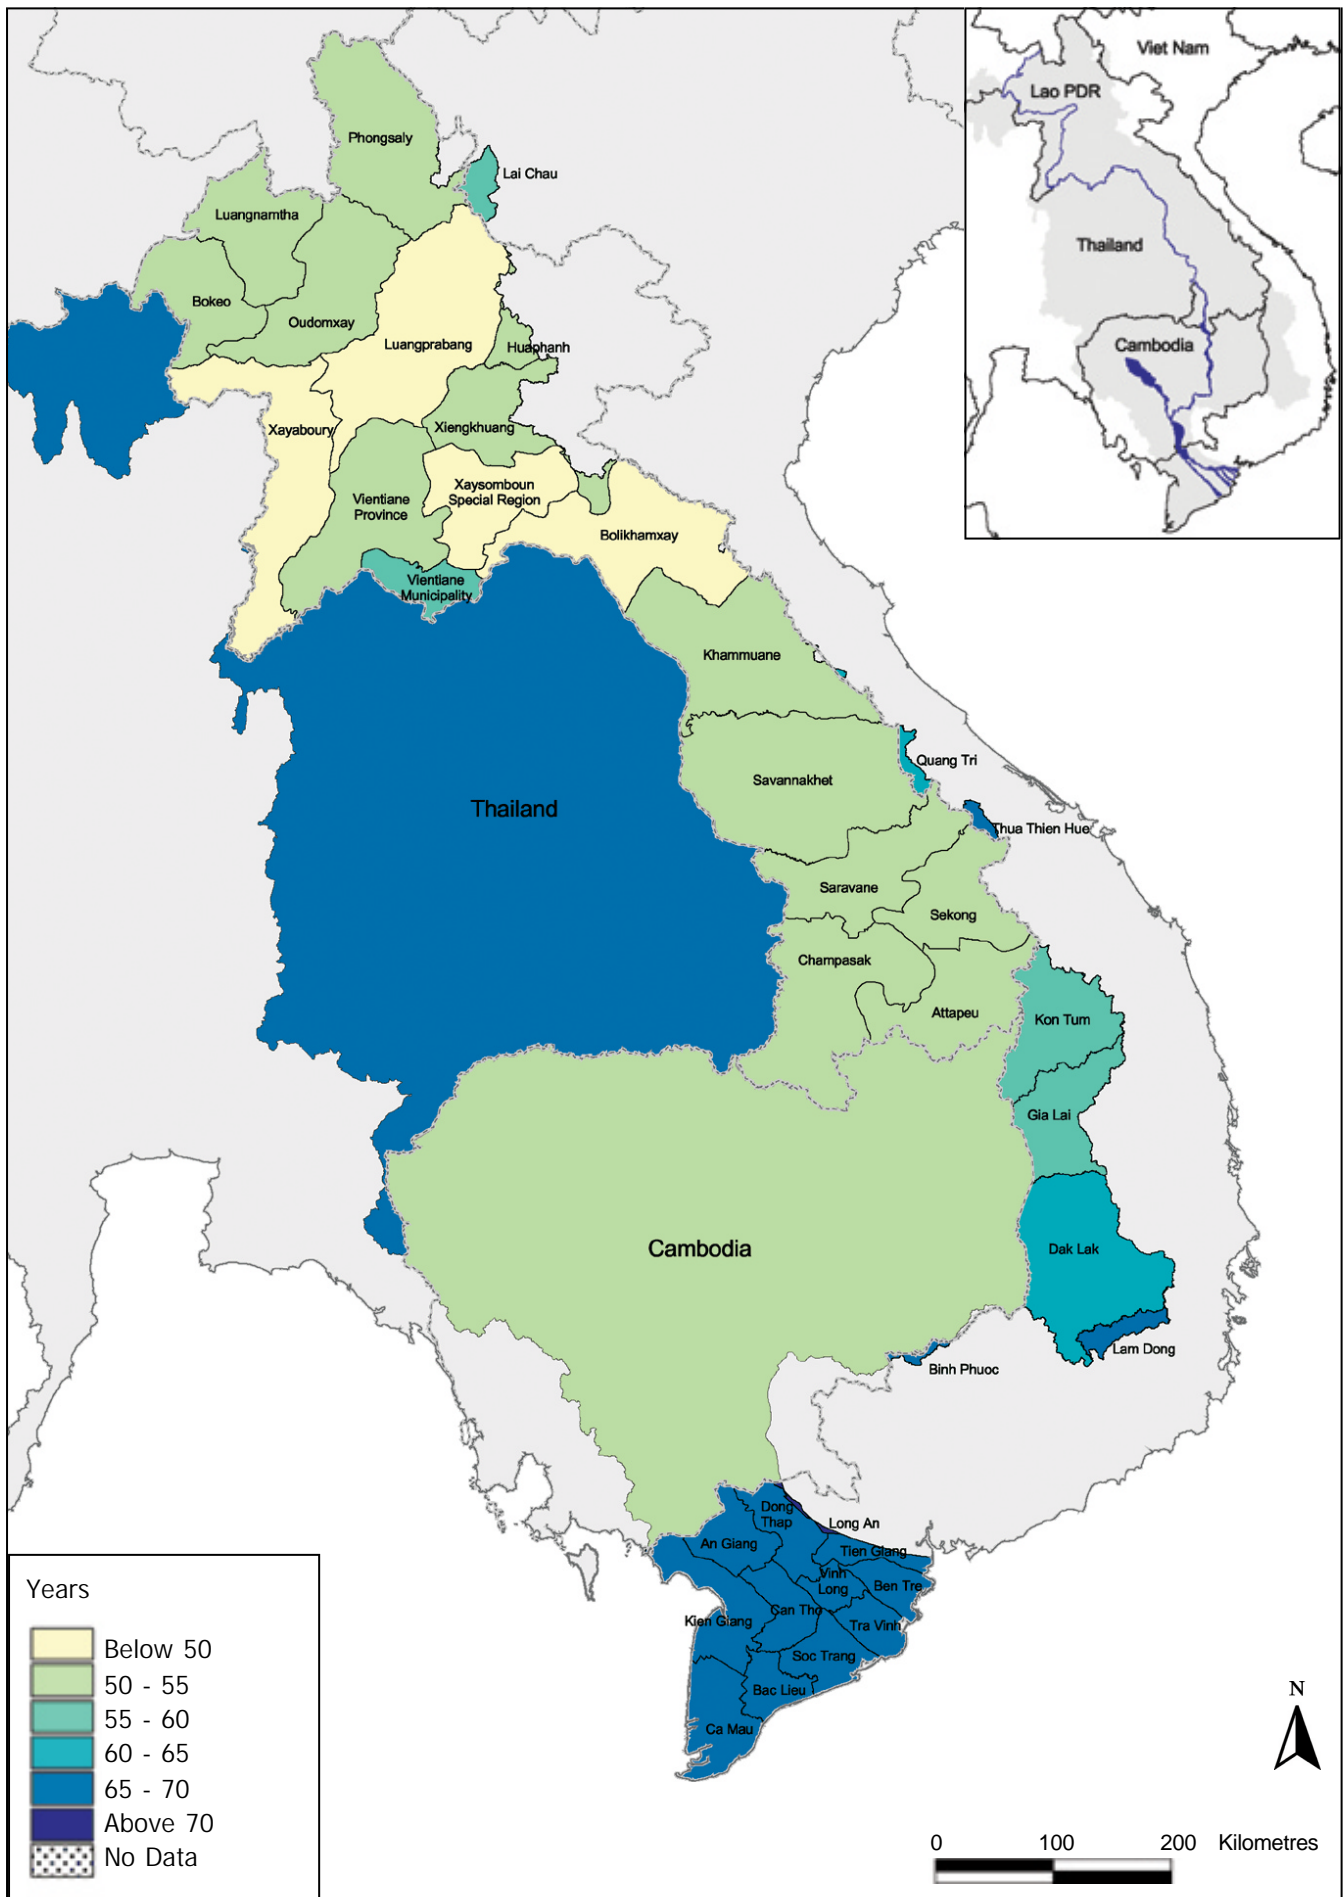 Viet Nam
Lao PDR
Thailand
Cambodia
Phongsaly
Lai Chau
Luangnamtha
Bokeo
Oudomxay
Luangprabang
Huaphanh
Xayaboury
Xiengkhuang
Xaysomboun
Special Region
Vientiane
Province
Bolikhamxay
Vientiane
Municipality
Khammuane
Quang Tri
Savannakhet
Thailand
Thua Thien Hue
Saravane
Sekong
Champasak
Attapeu
Kon Tum
Gia Lai
Cambodia
Dak Lak
Lam Dong
Binh Phuoc
Dong
Thap
Long An
An Giang
Tien Giang
Vinh
Long
Ben Tre
Can Tho
Kien Giang
Tra Vinh
Soc Trang
Bac Lieu
Ca Mau
Years
Below 50
50 - 55
55 - 60
60 - 65
65 - 70
Above 70
No Data
N
0 100 200 Kilometres